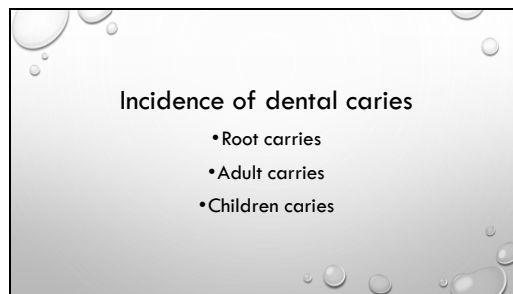 Incidence of dental caries
•Root carries
•Adult carries
•Children caries